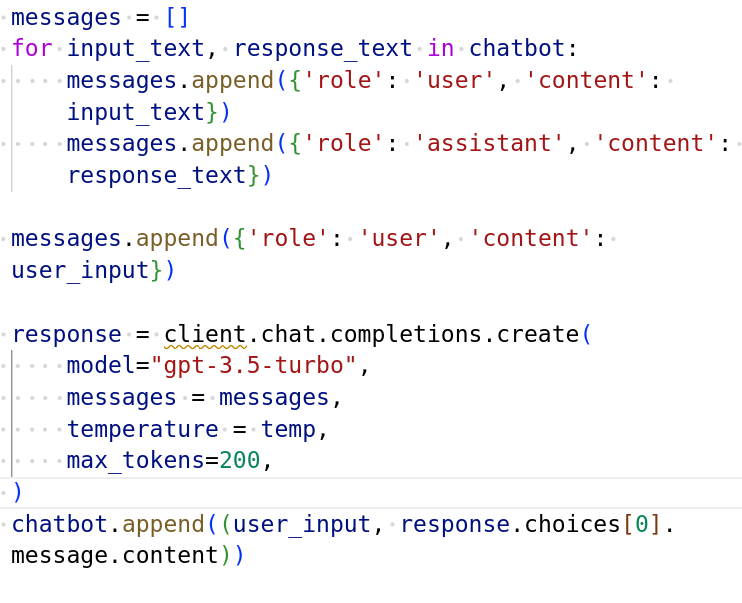 messages = []
for input_text, response_text in chatbot:
    messages.append({'role': 'user', 'content':
    input_text})
    messages.append({'role': 'assistant', 'content':
    response_text})

messages.append({'role': 'user', 'content':
user_input})

response = client.chat.completions.create(
    model="gpt-3.5-turbo",
    messages = messages,
    temperature = temp,
    max_tokens=200,
)
chatbot.append((user_input, response.choices[0].
message.content))